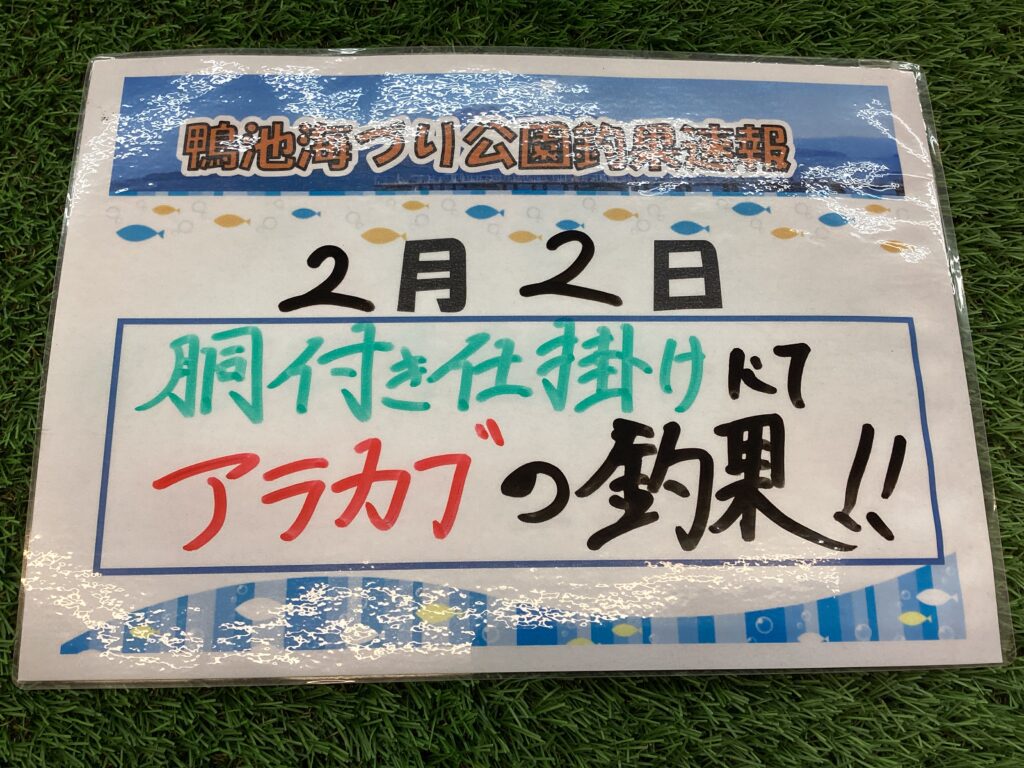 鴨池海づり公園釣果速報
2月2日
胴付き仕掛けにて
アラカブの釣果!!